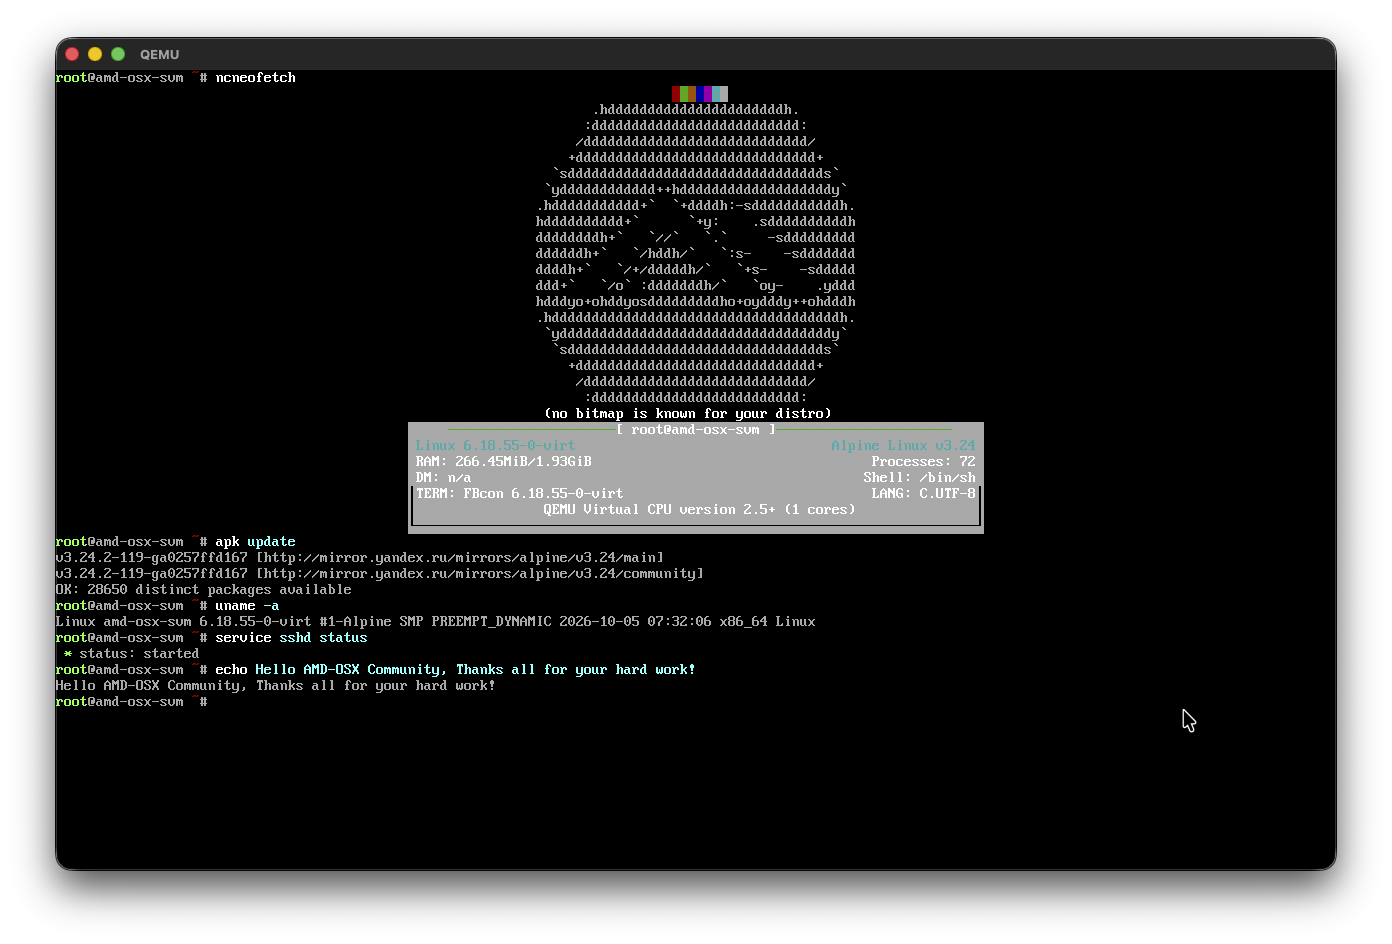 QEMU
root@amd-osx-svm ~# ncneofetch
.hddddddddddddddddddddddh.
:dddddddddddddddddddddddddd:
/dddddddddddddddddddddddddddd/
+dddddddddddddddddddddddddddddd+
`sdddddddddddddddddddddddddddddddds`
`ydddddddddddd++hdddddddddddddddddddy`
.hddddddddddd+`  `+ddddh:-sdddddddddddh.
hdddddddddd+`      `+y:    .sddddddddddh
ddddddddh+`   `//`   `.`     -sddddddddd
ddddddh+`   `/hddh/`   `:s-    -sddddddd
ddddh+`   `/+/dddddh/`   `+s-    -sddddd
ddd+`   `/o` :dddddddh/`   `oy-    .yddd
hdddyo+ohddyosdddddddddho+oydddy++ohdddh
.hddddddddddddddddddddddddddddddddddddh.
`yddddddddddddddddddddddddddddddddddy`
`sdddddddddddddddddddddddddddddddds`
+dddddddddddddddddddddddddddddd+
/dddddddddddddddddddddddddddd/
:dddddddddddddddddddddddddd:
(no bitmap is known for your distro)
[ root@amd-osx-svm ]
Linux 6.18.55-0-virt Alpine Linux v3.24
RAM: 266.45MiB/1.93GiB Processes: 72
DM: n/a Shell: /bin/sh
TERM: FBcon 6.18.55-0-virt LANG: C.UTF-8
QEMU Virtual CPU version 2.5+ (1 cores)
root@amd-osx-svm ~# apk update
v3.24.2-119-ga0257ffd167 [http://mirror.yandex.ru/mirrors/alpine/v3.24/main]
v3.24.2-119-ga0257ffd167 [http://mirror.yandex.ru/mirrors/alpine/v3.24/community]
OK: 28650 distinct packages available
root@amd-osx-svm ~# uname -a
Linux amd-osx-svm 6.18.55-0-virt #1-Alpine SMP PREEMPT_DYNAMIC 2026-10-05 07:32:06 x86_64 Linux
root@amd-osx-svm ~# service sshd status
* status: started
root@amd-osx-svm ~# echo Hello AMD-OSX Community, Thanks all for your hard work!
Hello AMD-OSX Community, Thanks all for your hard work!
root@amd-osx-svm ~#